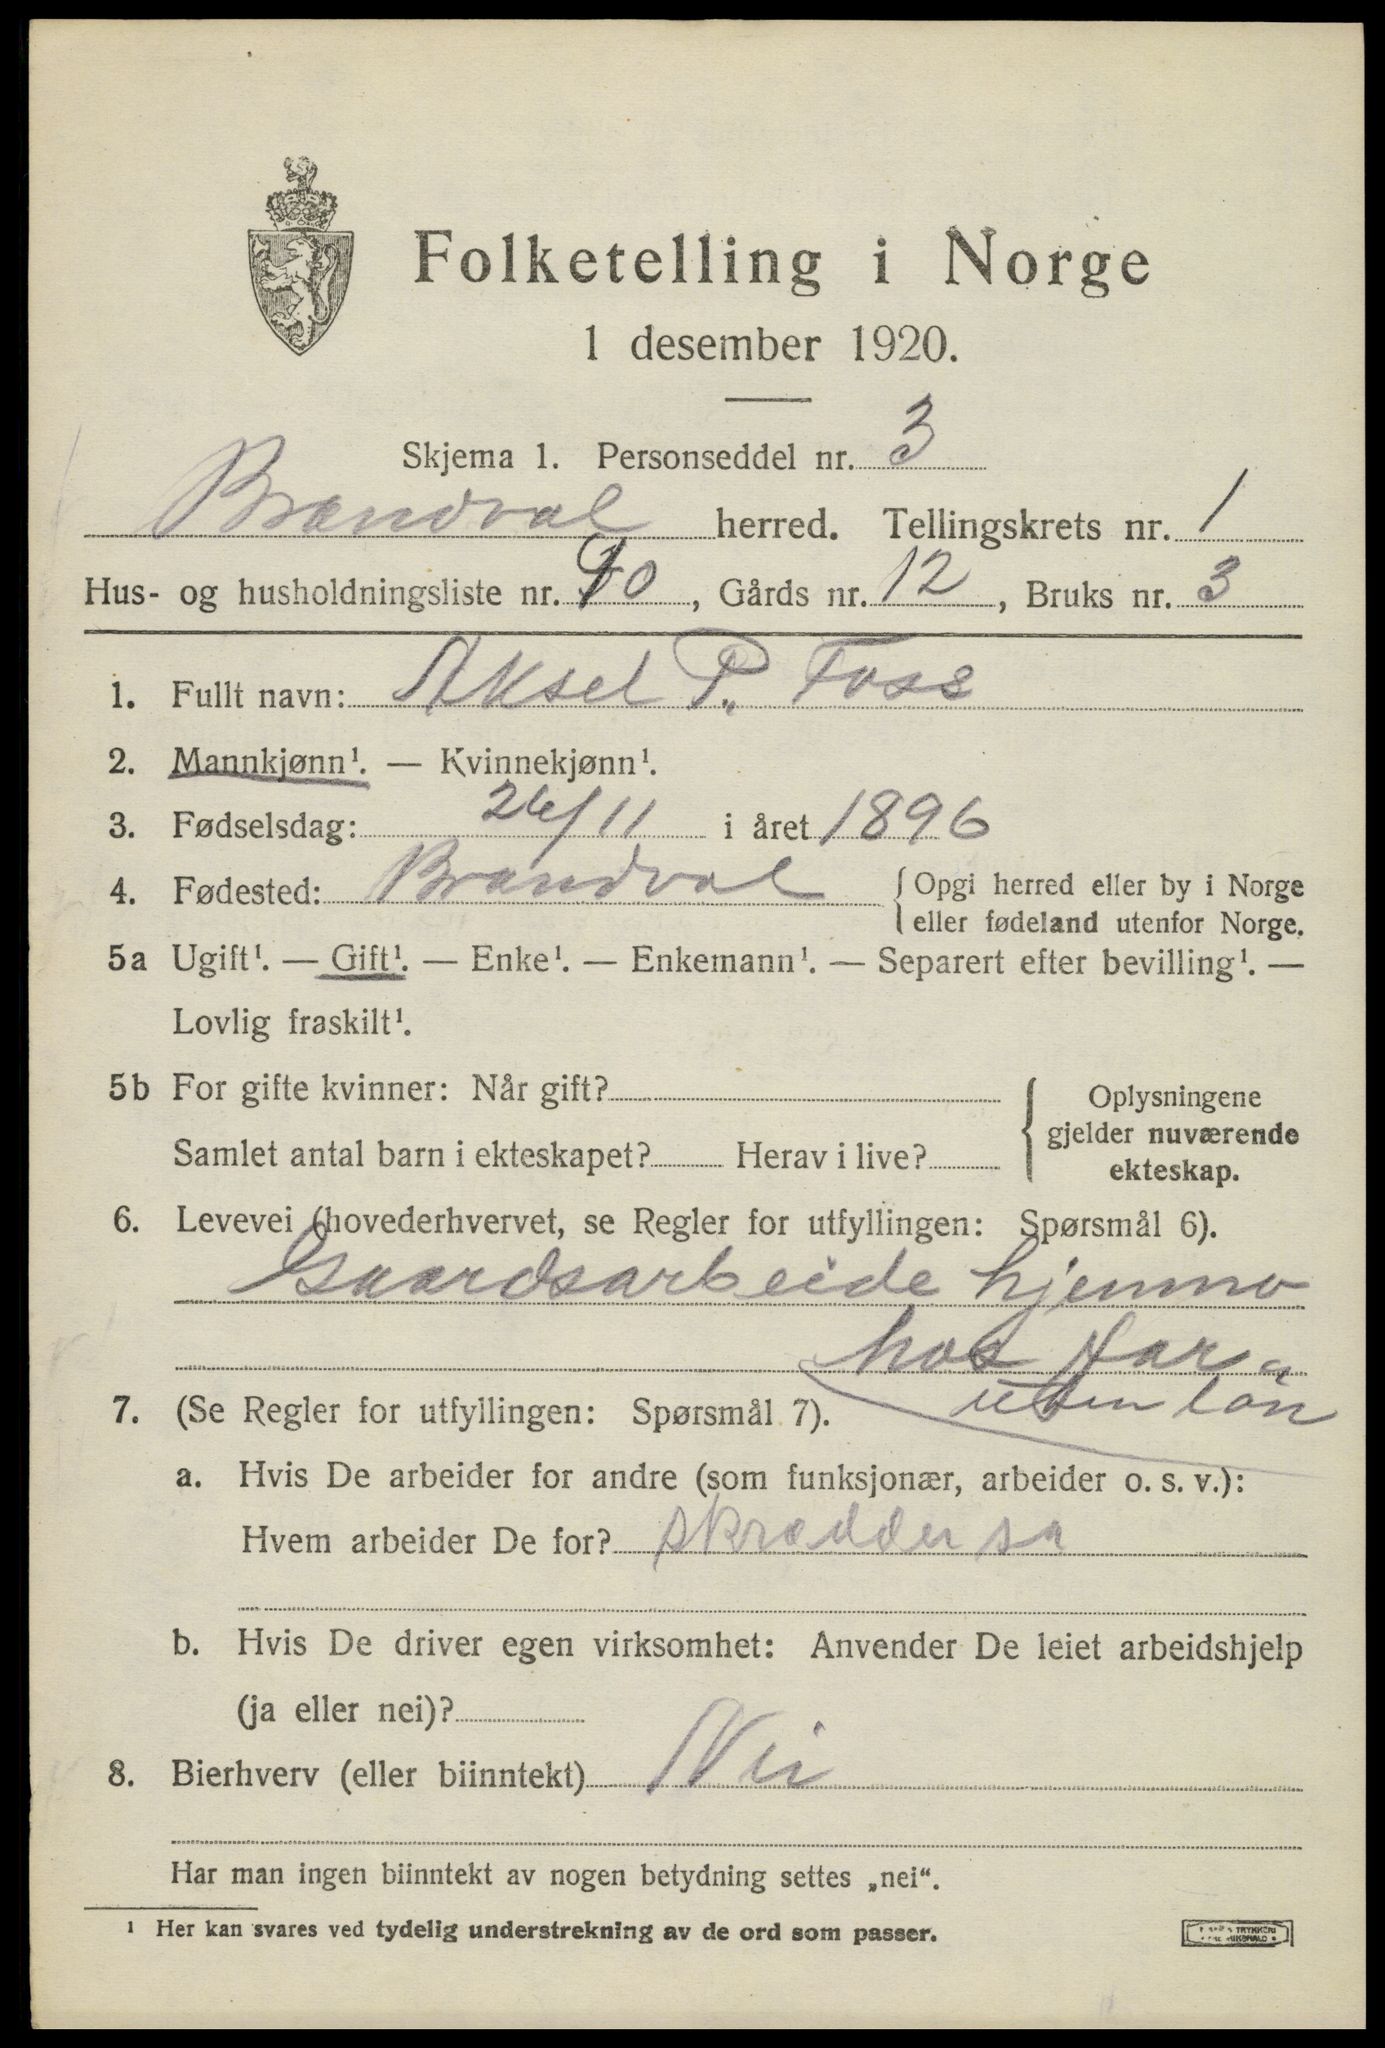 Folketelling i Norge
1 desember 1920.
Skjema 1. Personseddel nr. 3
Brandval herred. Tellingskrets nr. 1
Hus- og husholdningsliste nr. 90, Gårds nr. 12, Bruks nr. 3
1. Fullt navn: Aksel P. Foss
2. Mannkjønn¹. — Kvinnekjønn¹.
3. Fødselsdag: 26/11 i året 1896
4. Fødested: Brandval { Opgi herred eller by i Norge
eller fødeland utenfor Norge.
5a Ugift¹. — Gift¹. — Enke¹. — Enkemann¹. — Separert efter bevilling¹. —
Lovlig fraskilt¹.
5b For gifte kvinner: Når gift? { Oplysningene
gjelder nuværende
Samlet antal barn i ekteskapet? Herav i live?
ekteskap.
6. Levevei (hovederhvervet, se Regler for utfyllingen: Spørsmål 6).
Gaardsarbeide hjemme
hos far
uden løn
7. (Se Regler for utfyllingen: Spørsmål 7).
a. Hvis De arbeider for andre (som funksjonær, arbeider o. s. v.):
Hvem arbeider De for? skrædder sa
b. Hvis De driver egen virksomhet: Anvender De leiet arbeidshjelp
(ja eller nei)?
8. Bierhverv (eller biinntekt) Nei
Har man ingen biinntekt av nogen betydning settes „nei“.
¹ Her kan svares ved tydelig understrekning av de ord som passer.